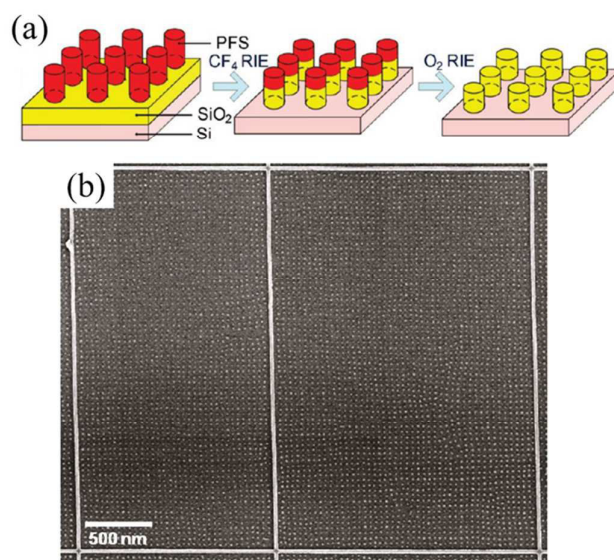 (a)
PFS
CF₄ RIE
O₂ RIE
SiO₂
Si
(b)
500 nm